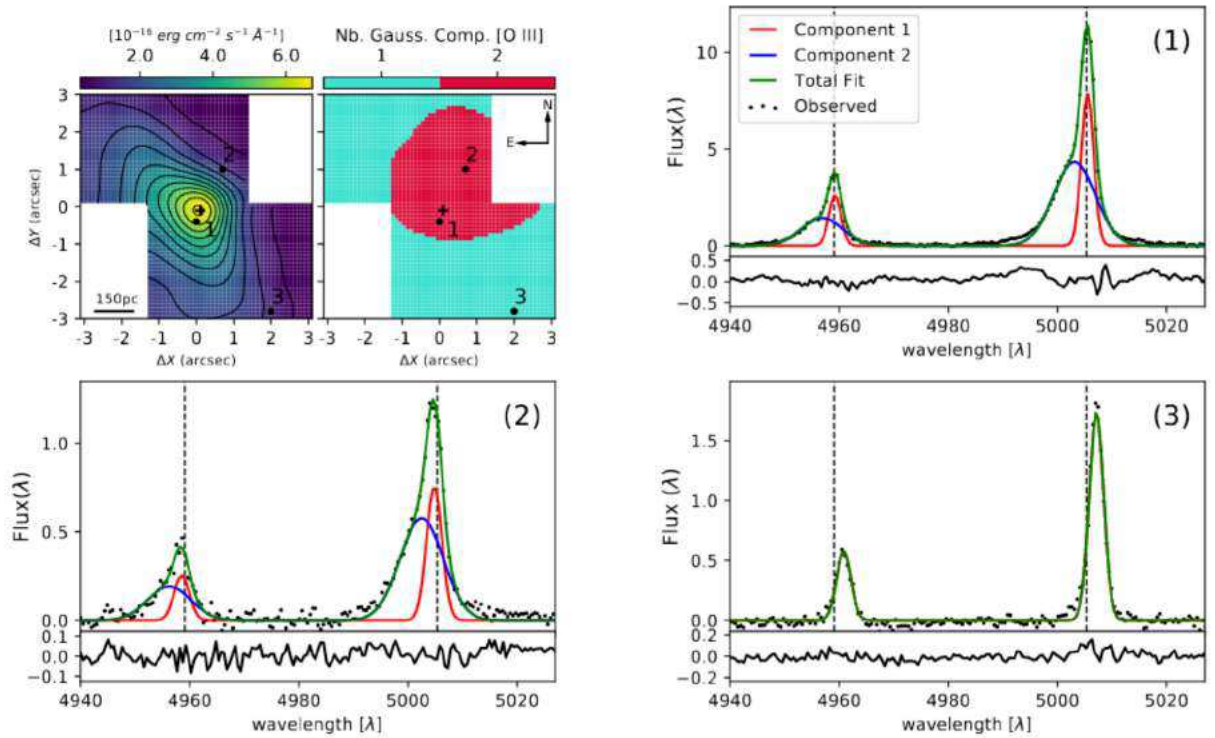 [10⁻¹⁶ erg cm⁻² s⁻¹ Å⁻¹]
2.0 4.0 6.0
Nb. Gauss. Comp. [O III]
1 2
3
2
1
0
-1
-2
-3
ΔY (arcsec)
2
1
3
150pc
-3 -2 -1 0 1 2 3
ΔX (arcsec)
N
E
2
1
3
-3 -2 -1 0 1 2 3
ΔX (arcsec)
Component 1
Component 2
Total Fit
Observed
(1)
10
5
0
Flux(λ)
0.5
0.0
−0.5
4940 4960 4980 5000 5020
wavelength [λ]
(2)
1.0
0.5
0.0
Flux(λ)
0.1
0.0
−0.1
4940 4960 4980 5000 5020
wavelength [λ]
(3)
1.5
1.0
0.5
0.0
Flux (λ)
0.2
0.0
−0.2
4940 4960 4980 5000 5020
wavelength [λ]